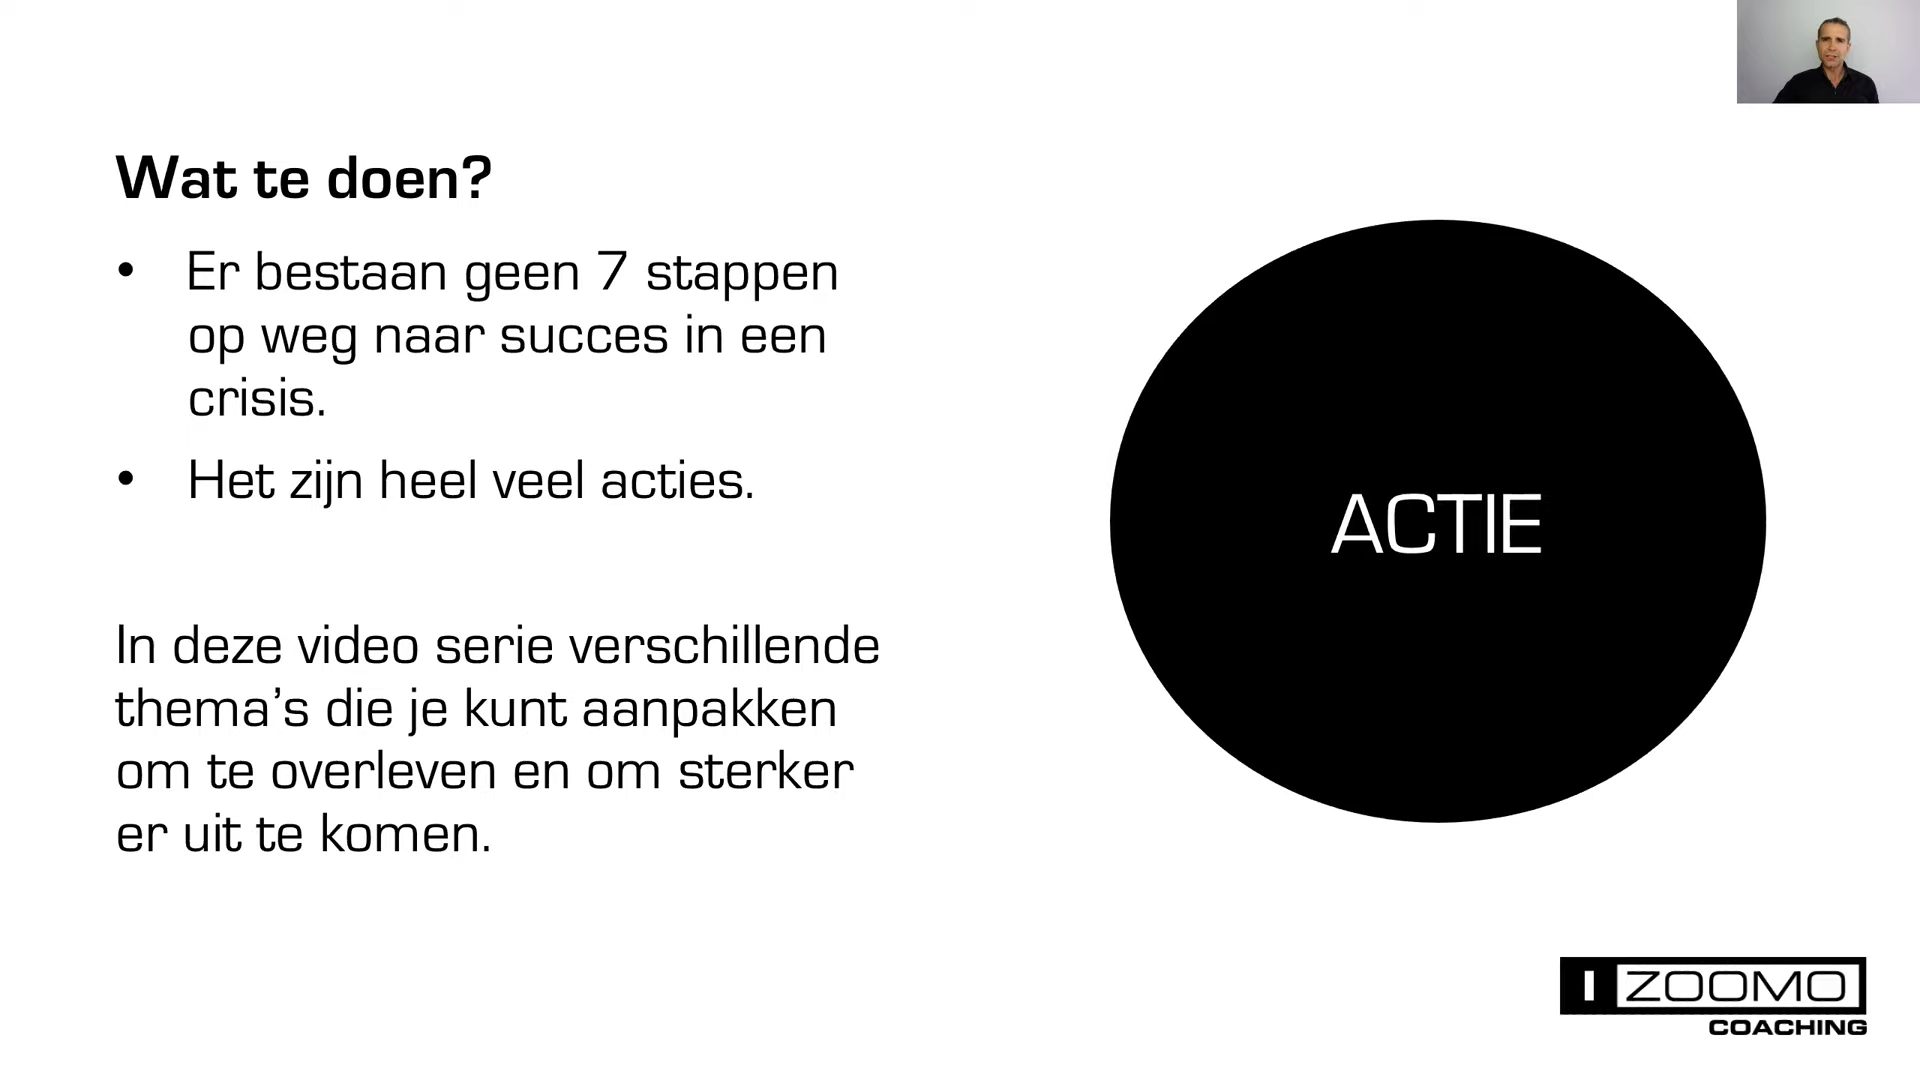 Wat te doen?
• Er bestaan geen 7 stappen
op weg naar succes in een
crisis.
• Het zijn heel veel acties.
In deze video serie verschillende
thema’s die je kunt aanpakken
om te overleven en om sterker
er uit te komen.
ACTIE
I ZOOMO
COACHING